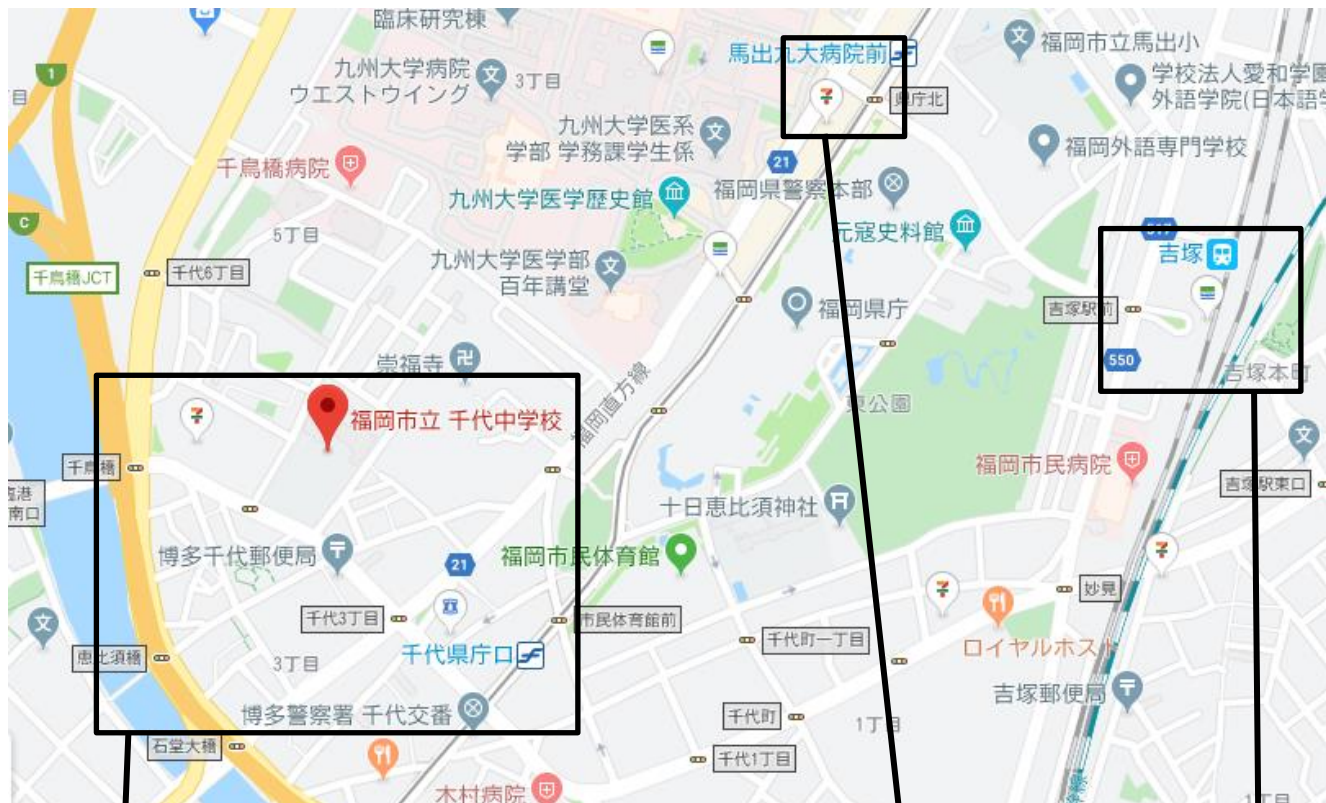 臨床研究棟
馬出九大病院前
福岡市立馬出小
1
九州大学病院
ウエストウイング
3丁目
学校法人愛和学園
外語学院(日本語学
県庁北
九州大学医系
学部 学務課学生係
福岡外語専門学校
千鳥橋病院
21
福岡県警察本部
九州大学医学歴史館
C
5丁目
元寇史料館
吉塚
千鳥橋JCT
千代6丁目
九州大学医学部
百年講堂
福岡県庁
吉塚駅前
崇福寺
550
吉塚本町
福岡直方線
東公園
福岡市立 千代中学校
千鳥橋
福岡市民病院
吉塚駅東口
南口
十日恵比須神社
博多千代郵便局
21
福岡市民体育館
妙見
千代3丁目
市民体育館前
千代町一丁目
ロイヤルホスト
恵比須橋
3丁目
千代県庁口
吉塚郵便局
博多警察署 千代交番
千代町
1丁目
石堂大橋
千代1丁目
木村病院
1丁目